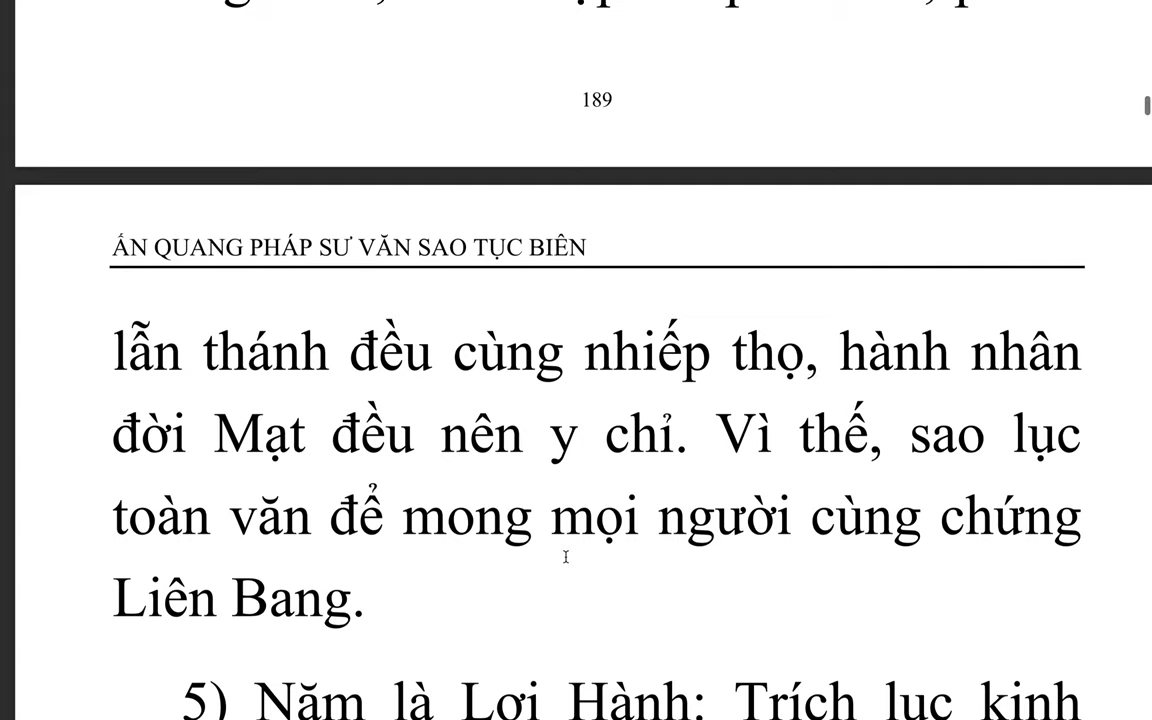 189
ẤN QUANG PHÁP SƯ VĂN SAO TỤC BIÊN
lẫn thánh đều cùng nhiếp thọ, hành nhân
đời Mạt đều nên y chỉ. Vì thế, sao lục
toàn văn để mong mọi người cùng chứng
Liên Bang.
5) Năm là Lợi Hành: Trích lục kinh